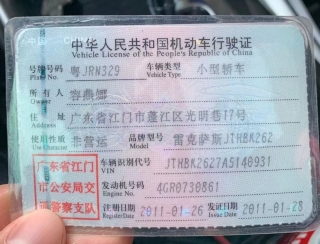 中华人民共和国机动车行驶证
Vehicle License of the People's Republic of China
号牌号码 粤JRN329 车辆类型 小型轿车
Plate No. Vehicle Type
所有人 容燕娜
Owner
住址 广东省江门市蓬江区光明巷17号
Address
使用性质 非营运 品牌型号 雷克萨斯JTHBK262
Use Character Model
广东省江门
市公安局交
通警察支队
车辆识别代号 JTHBK2627A5140931
VIN
发动机号码 4GR0730861
Engine No.
注册日期 2011-01-26 发证日期 2011-01-28
Register Date Issue Date